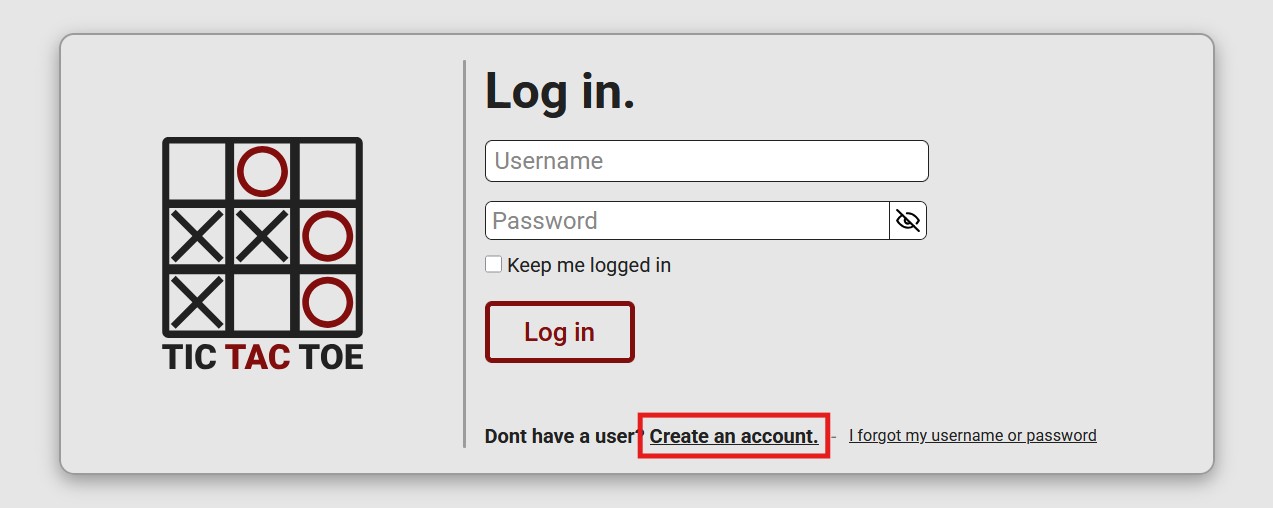 TIC TAC TOE
Log in.
Username
Password
Keep me logged in
Log in
Dont have a user? Create an account. - I forgot my username or password